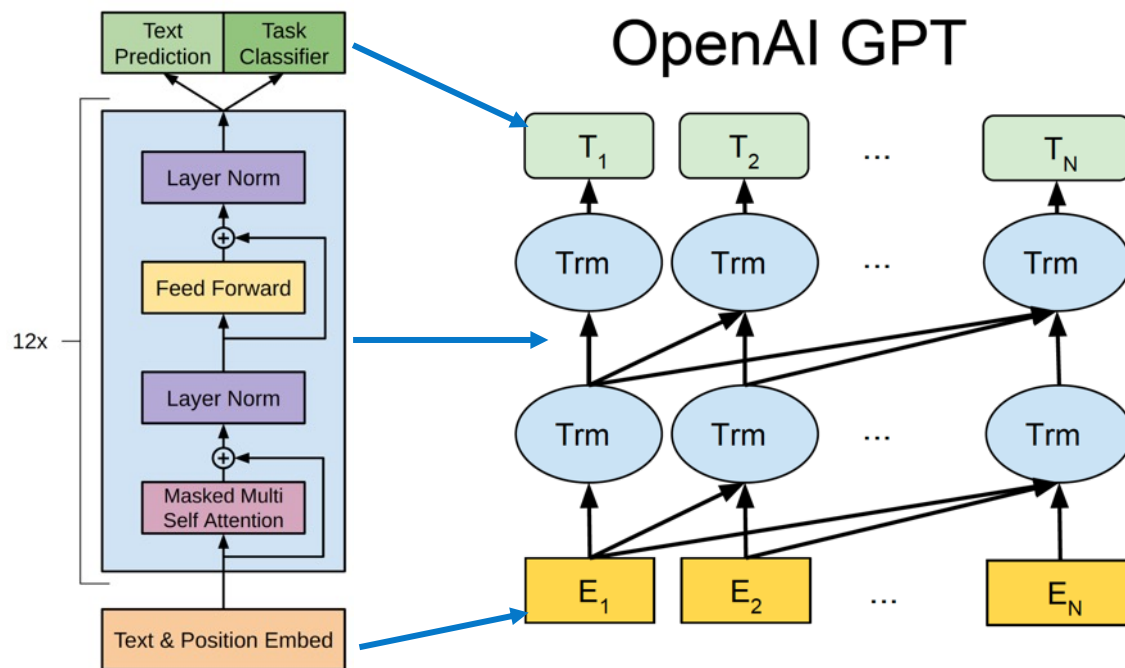 Text
Prediction
Task
Classifier
12x
Layer Norm
+
Feed Forward
Layer Norm
+
Masked Multi
Self Attention
Text & Position Embed
OpenAI GPT
T1 T2 ... TN
Trm Trm ... Trm
Trm Trm ... Trm
E1 E2 ... EN